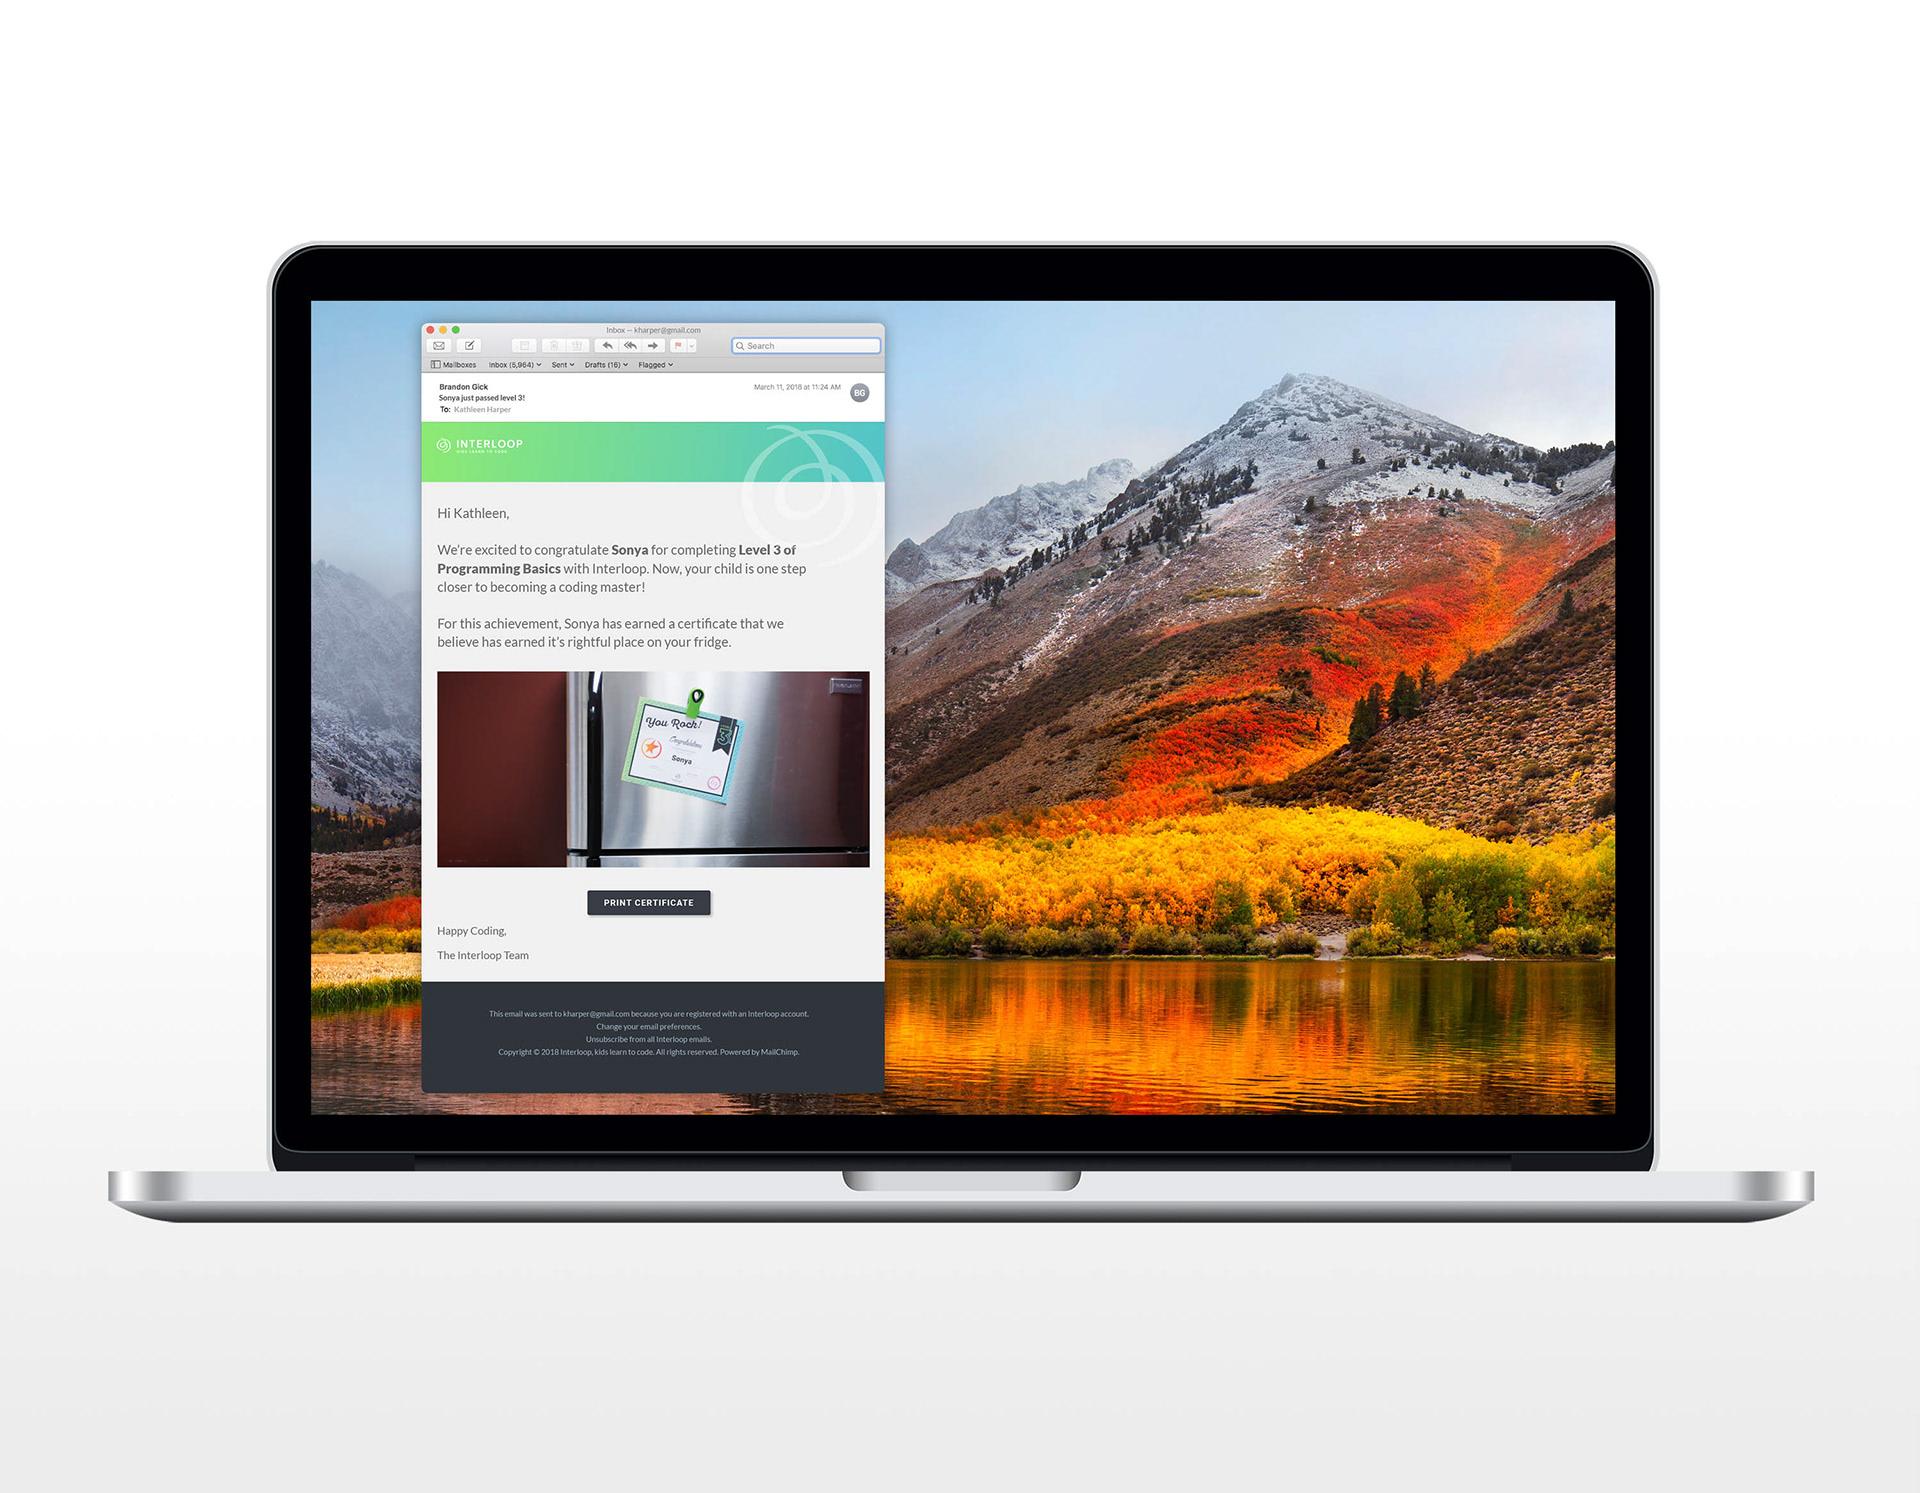 Inbox — kharper@gmail.com
Search
Mailboxes Inbox (5,964) Sent Drafts (16) Flagged
Brandon Gick March 11, 2018 at 11:24 AM BG
Sonya just passed level 3!
To: Kathleen Harper
INTERLOOP
KIDS LEARN TO CODE
Hi Kathleen,
We're excited to congratulate Sonya for completing Level 3 of
Programming Basics with Interloop. Now, your child is one step
closer to becoming a coding master!
For this achievement, Sonya has earned a certificate that we
believe has earned it's rightful place on your fridge.
You Rock!
3
Congratulations
Sonya
PRINT CERTIFICATE
Happy Coding,
The Interloop Team
This email was sent to kharper@gmail.com because you are registered with an Interloop account.
Change your email preferences.
Unsubscribe from all Interloop emails.
Copyright © 2018 Interloop, kids learn to code. All rights reserved. Powered by MailChimp.